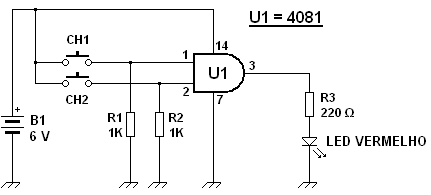 U1 = 4081
CH1
CH2
1
2
14
U1
3
7
+
B1
6 V
R1
1K
R2
1K
R3
220 Ω
LED VERMELHO